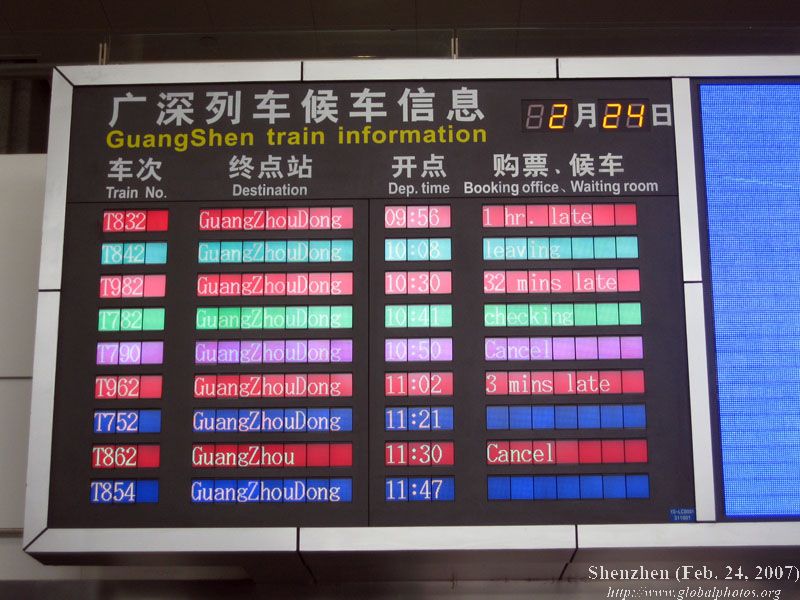 广深列车候车信息 2月24日
GuangShen train information
车次 终点站 开点 购票、候车
Train No. Destination Dep. time Booking office、Waiting room
T832 GuangZhouDong 09:56 1 hr. late
T842 GuangZhouDong 10:08 leaving
T982 GuangZhouDong 10:30 32 mins late
T782 GuangZhouDong 10:41 checking
T790 GuangZhouDong 10:50 Cancel
T962 GuangZhouDong 11:02 3 mins late
T752 GuangZhouDong 11:21
T862 GuangZhou 11:30 Cancel
T854 GuangZhouDong 11:47
Shenzhen (Feb. 24, 2007)
http://www.globalphotos.org